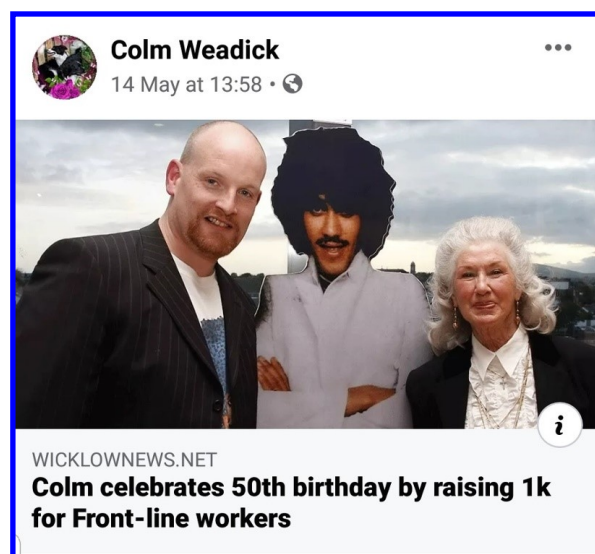 Colm Weadick
14 May at 13:58 •
i
WICKLOWNEWS.NET
Colm celebrates 50th birthday by raising 1k
for Front-line workers